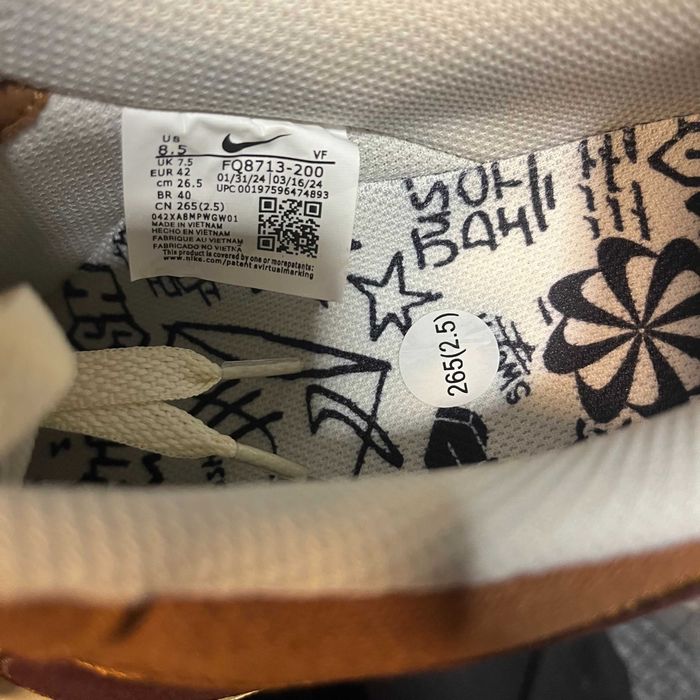 US
8.5
VF
UK 7.5
FQ8713-200
EUR 42
01/31/24 03/16/24
cm 26.5
UPC 00197596474893
BR 40
CN 265(2.5)
042XABMPWGW01
MADE IN VIETNAM
HECHO EN VIETNAM
FABRIQUE AU VIETNAM
FABRICADO NO VIETNA
This product is covered by one or more patents:
www.nike.com/patent &virtualmarking
JUS
OF
265(2.5)